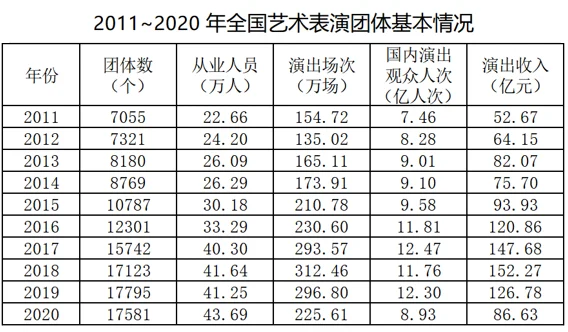 2011~2020 年全国艺术表演团体基本情况
年份 团体数（个） 从业人员（万人） 演出场次（万场） 国内演出观众人次（亿人次） 演出收入（亿元）
2011 7055 22.66 154.72 7.46 52.67
2012 7321 24.20 135.02 8.28 64.15
2013 8180 26.09 165.11 9.01 82.07
2014 8769 26.29 173.91 9.10 75.70
2015 10787 30.18 210.78 9.58 93.93
2016 12301 33.29 230.60 11.81 120.86
2017 15742 40.30 293.57 12.47 147.68
2018 17123 41.64 312.46 11.76 152.27
2019 17795 41.25 296.80 12.30 126.78
2020 17581 43.69 225.61 8.93 86.63